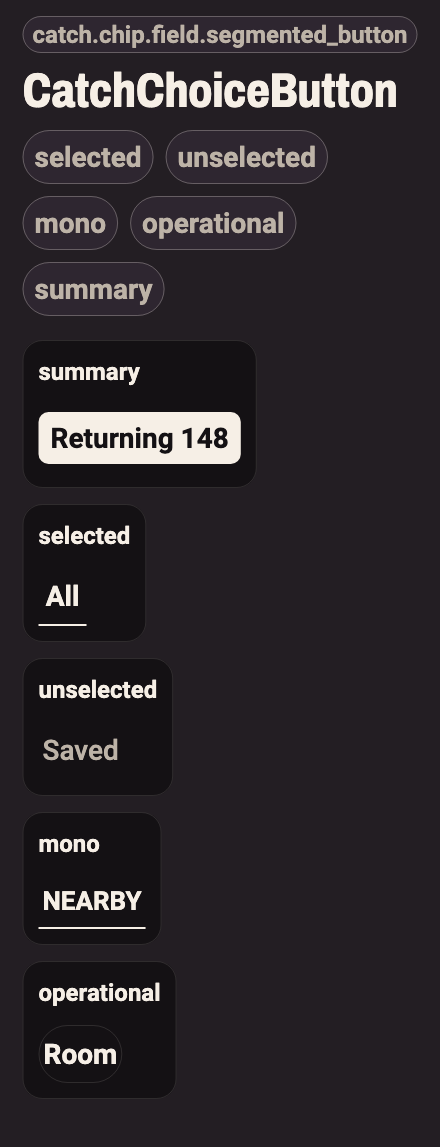 catch.chip.field.segmented_button
CatchChoiceButton
selected unselected
mono operational
summary
summary
Returning 148
selected
All
unselected
Saved
mono
NEARBY
operational
Room